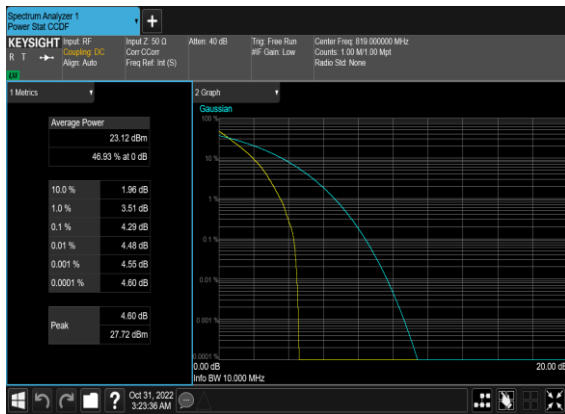 Spectrum Analyzer 1
Power Stat CCDF
KEYSIGHT
R T
Input: RF
Coupling: DC
Align: Auto
Input Z: 50 Ω
Corr CCorr
Freq Ref: Int (S)
Atten: 40 dB
Trig: Free Run
#IF Gain: Low
Center Freq: 819.000000 MHz
Counts: 1.00 M/1.00 Mpt
Radio Std: None
1 Metrics
Average Power
23.12 dBm
46.93 % at 0 dB
10.0 % 1.96 dB
1.0 % 3.51 dB
0.1 % 4.29 dB
0.01 % 4.48 dB
0.001 % 4.55 dB
0.0001 % 4.60 dB
Peak
4.60 dB
27.72 dBm
2 Graph
Gaussian
100 %
10 %
1 %
0.1 %
0.01 %
0.001 %
0.0001 %
0.00 dB
20.00 dB
Info BW 10.000 MHz
?
Oct 31, 2022
3:23:36 AM